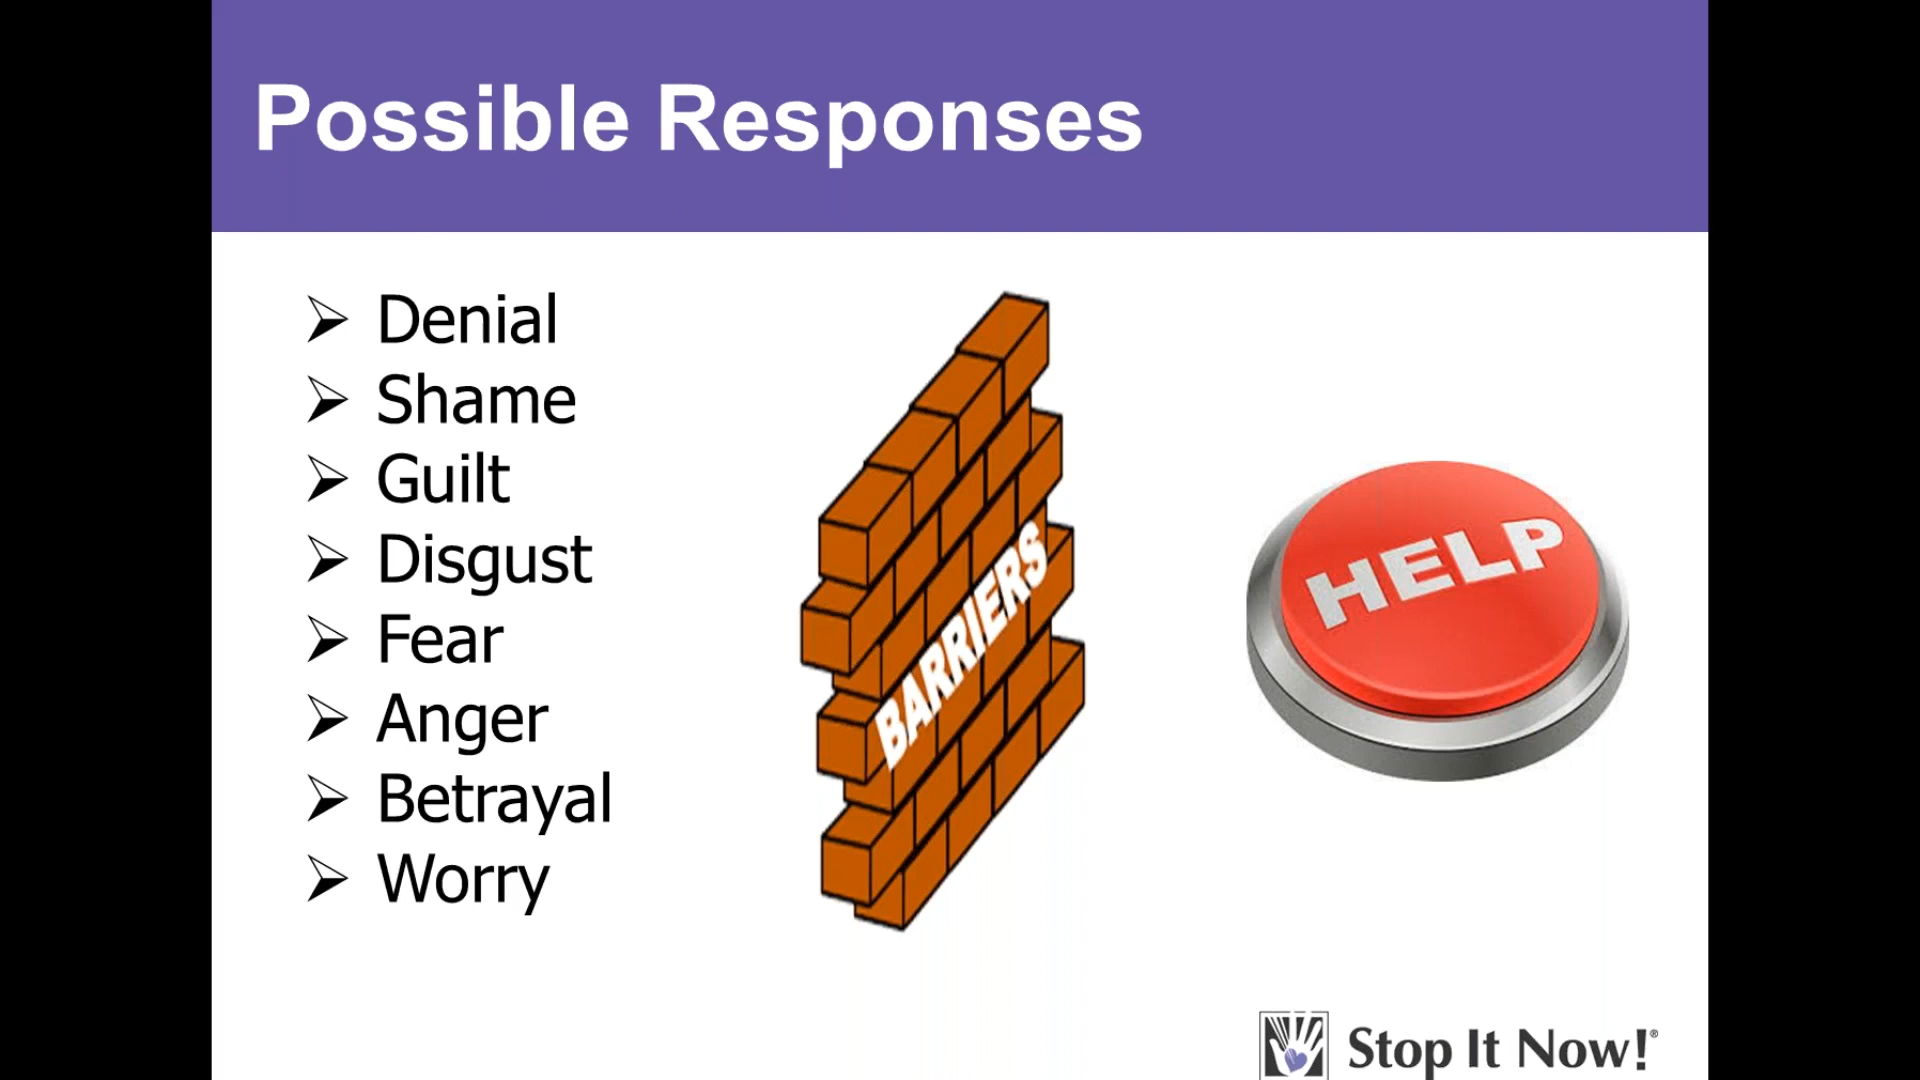 Possible Responses
Denial
Shame
Guilt
Disgust
Fear
Anger
Betrayal
Worry
BARRIERS
HELP
Stop It Now!®